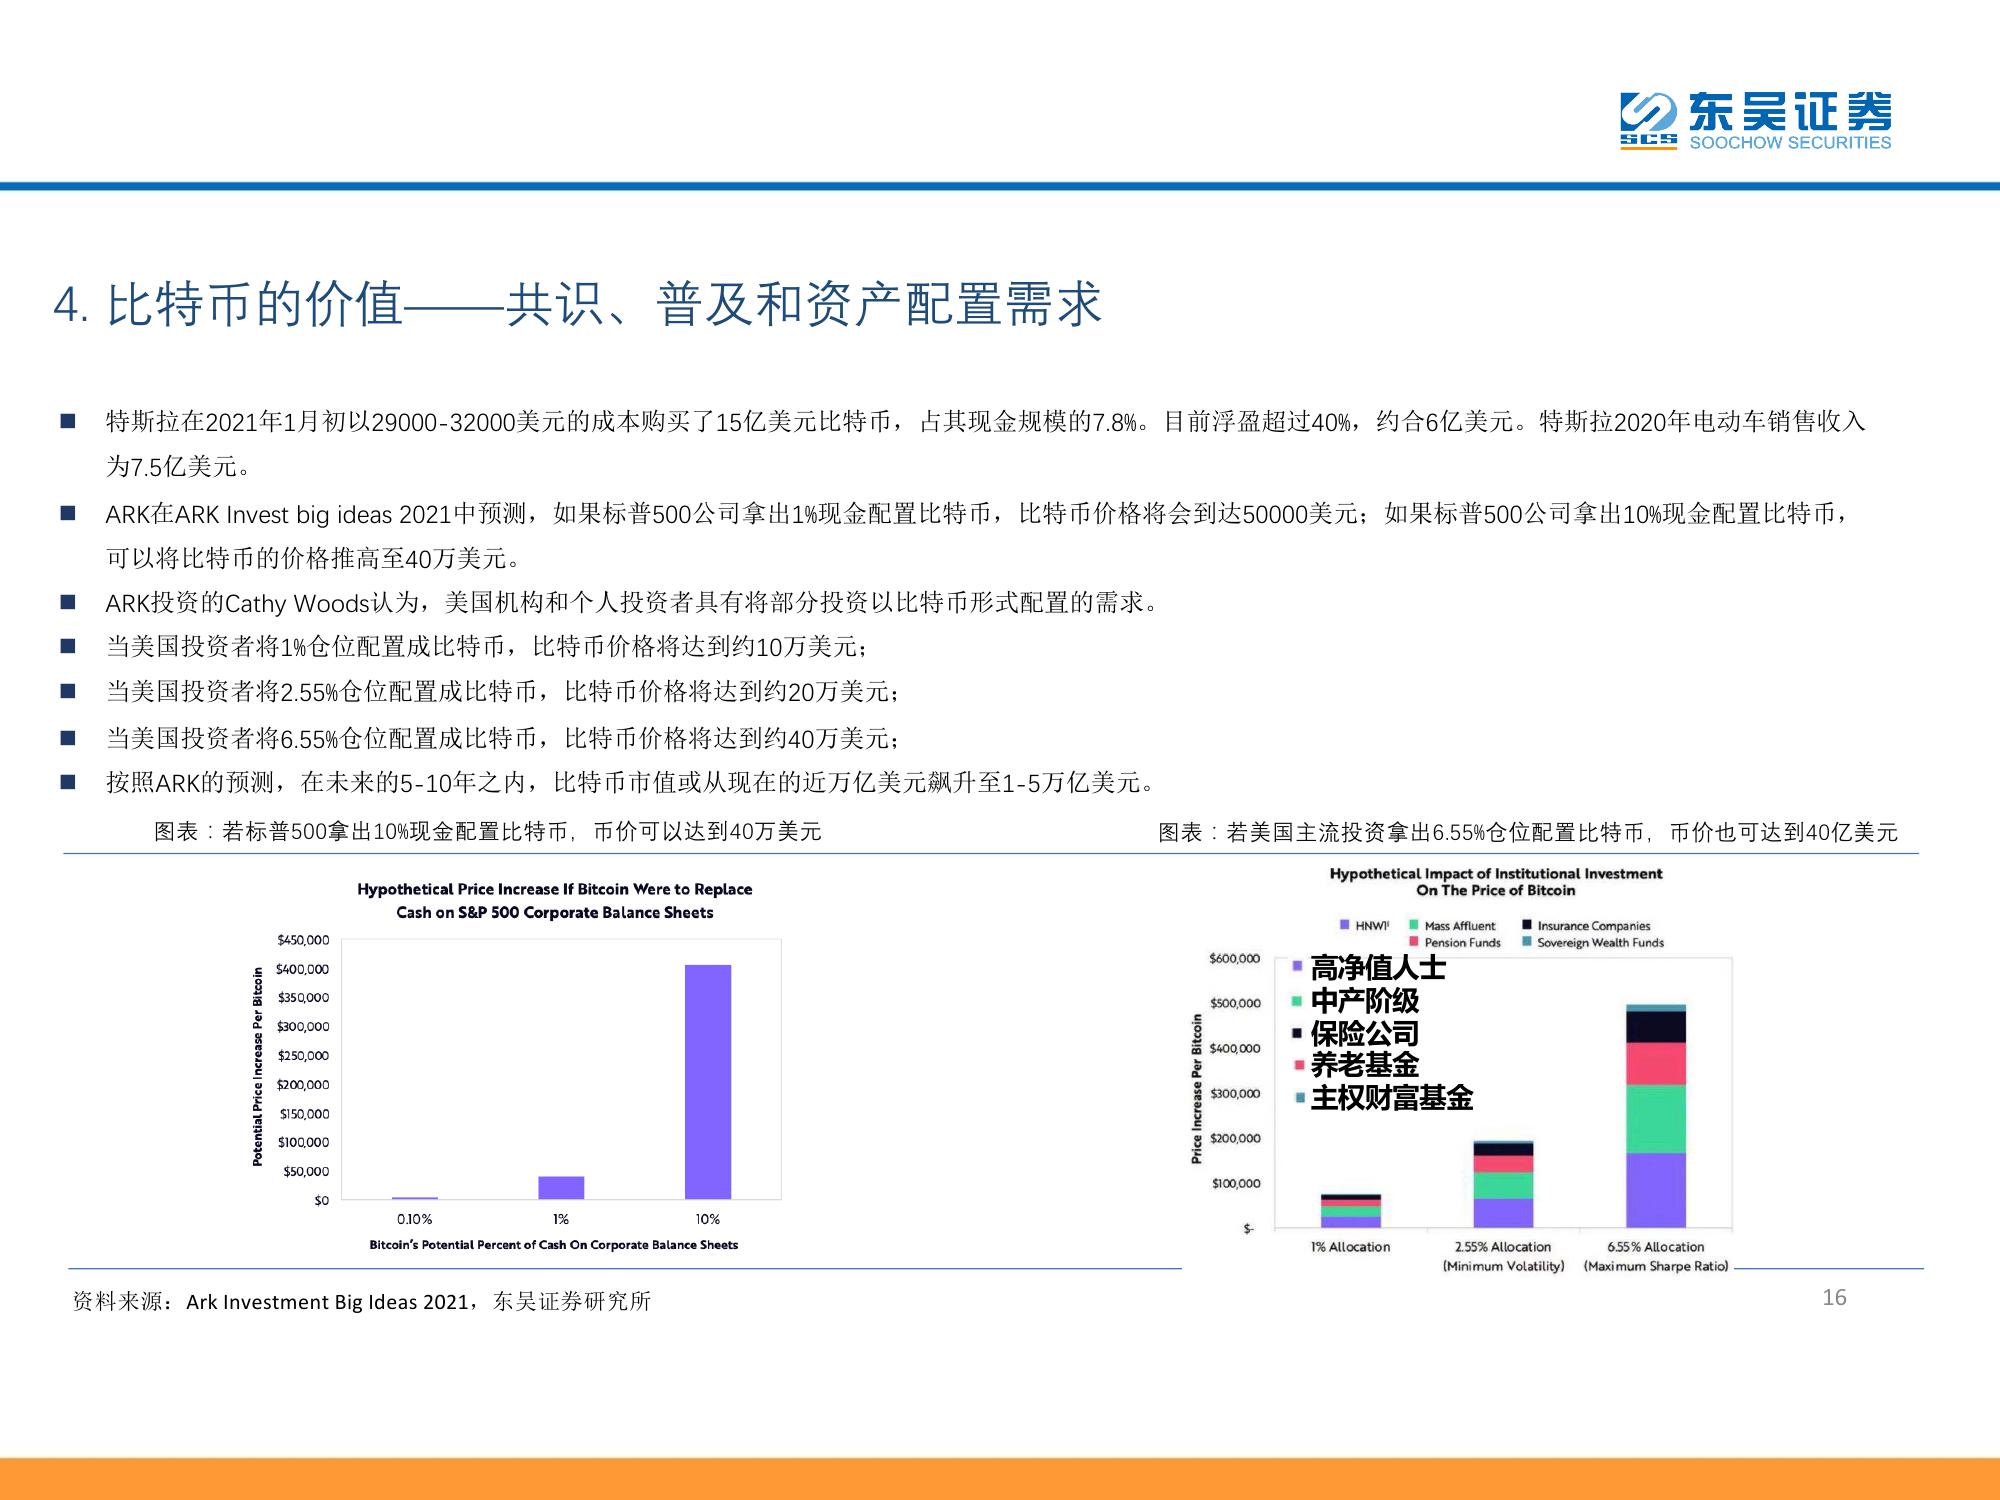 东吴证券
SCS
SOOCHOW SECURITIES
4. 比特币的价值——共识、普及和资产配置需求
特斯拉在2021年1月初以29000-32000美元的成本购买了15亿美元比特币，占其现金规模的7.8%。目前浮盈超过40%，约合6亿美元。特斯拉2020年电动车销售收入
为7.5亿美元。
ARK在ARK Invest big ideas 2021中预测，如果标普500公司拿出1%现金配置比特币，比特币价格将会到达50000美元；如果标普500公司拿出10%现金配置比特币，
可以将比特币的价格推高至40万美元。
ARK投资的Cathy Woods认为，美国机构和个人投资者具有将部分投资以比特币形式配置的需求。
当美国投资者将1%仓位配置成比特币，比特币价格将达到约10万美元；
当美国投资者将2.55%仓位配置成比特币，比特币价格将达到约20万美元；
当美国投资者将6.55%仓位配置成比特币，比特币价格将达到约40万美元；
按照ARK的预测，在未来的5-10年之内，比特币市值或从现在的近万亿美元飙升至1-5万亿美元。
图表：若标普500拿出10%现金配置比特币，币价可以达到40万美元
Hypothetical Price Increase If Bitcoin Were to Replace
Cash on S&P 500 Corporate Balance Sheets
Potential Price Increase Per Bitcoin
$450,000
$400,000
$350,000
$300,000
$250,000
$200,000
$150,000
$100,000
$50,000
$0
0.10% 1% 10%
Bitcoin's Potential Percent of Cash On Corporate Balance Sheets
图表：若美国主流投资拿出6.55%仓位配置比特币，币价也可达到40亿美元
Hypothetical Impact of Institutional Investment
On The Price of Bitcoin
HNWI¹ Mass Affluent Insurance Companies
Pension Funds Sovereign Wealth Funds
高净值人士
中产阶级
保险公司
养老基金
主权财富基金
Price Increase Per Bitcoin
$600,000
$500,000
$400,000
$300,000
$200,000
$100,000
$-
1% Allocation 2.55% Allocation 6.55% Allocation
(Minimum Volatility) (Maximum Sharpe Ratio)
资料来源：Ark Investment Big Ideas 2021，东吴证券研究所
16